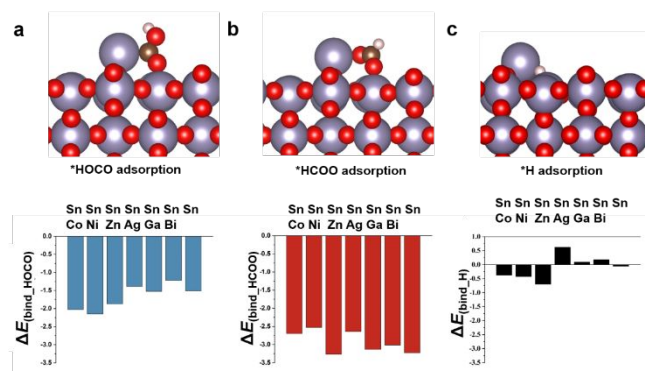 a
b
c
*HOCO adsorption
*HCOO adsorption
*H adsorption
Sn Sn Sn Sn Sn Sn Sn
Co Ni Zn Ag Ga Bi
0.0
-0.5
-1.0
-1.5
-2.0
-2.5
-3.0
-3.5
ΔE(bind_HOCO)
Sn Sn Sn Sn Sn Sn Sn
Co Ni Zn Ag Ga Bi
0.0
-0.5
-1.0
-1.5
-2.0
-2.5
-3.0
-3.5
ΔE(bind_HCOO)
Sn Sn Sn Sn Sn Sn Sn
Co Ni Zn Ag Ga Bi
1.0
0.5
0.0
-0.5
-1.0
-1.5
-2.0
-2.5
-3.0
-3.5
ΔE(bind_H)